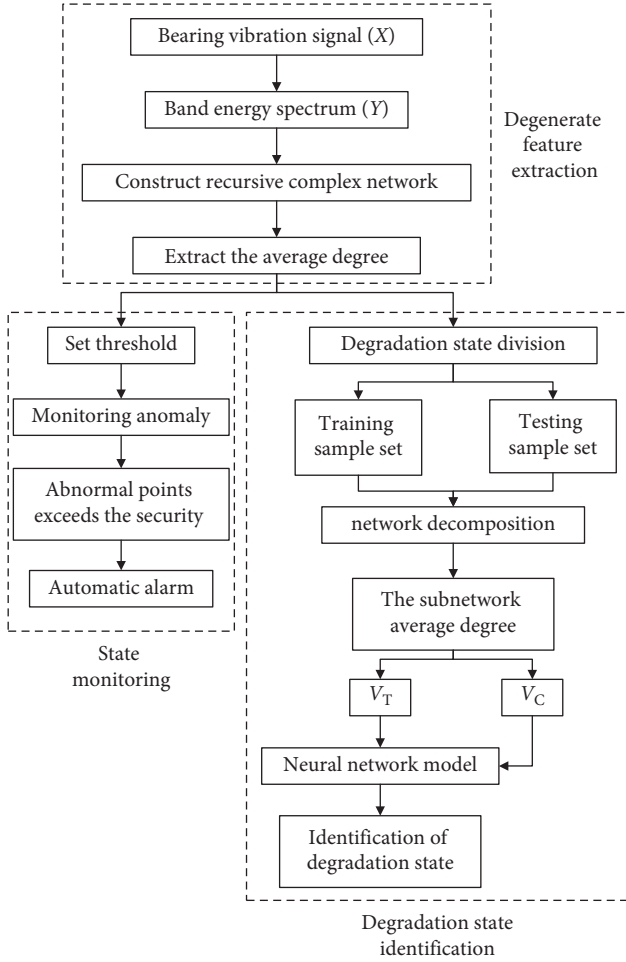 Bearing vibration signal (X)
Band energy spectrum (Y)
Construct recursive complex network
Extract the average degree
Degenerate
feature
extraction
Set threshold
Monitoring anomaly
Abnormal points
exceeds the security
Automatic alarm
State
monitoring
Degradation state division
Training
sample set
Testing
sample set
network decomposition
The subnetwork
average degree
V_T
V_C
Neural network model
Identification of
degradation state
Degradation state
identification